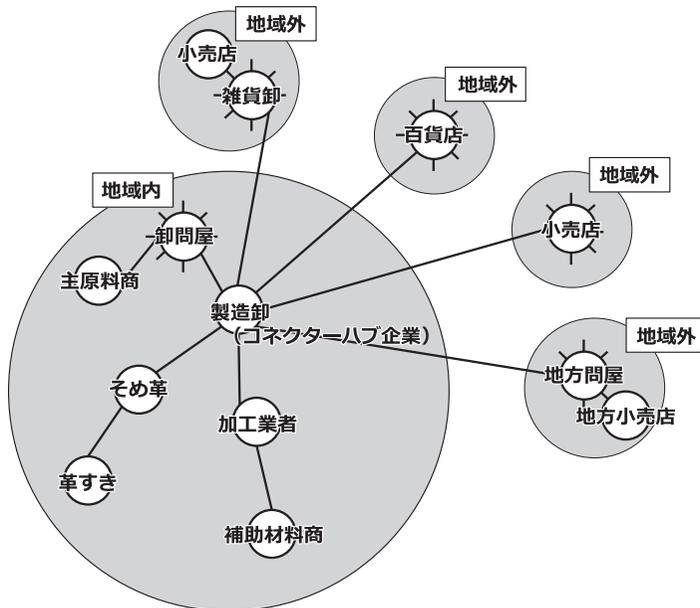 地域外
小売店
雑貨卸
地域外
百貨店
地域外
小売店
地域内
卸問屋
主原料商
製造卸
（コネクターハブ企業）
地域外
地方問屋
地方小売店
そめ革
加工業者
革すき
補助材料商